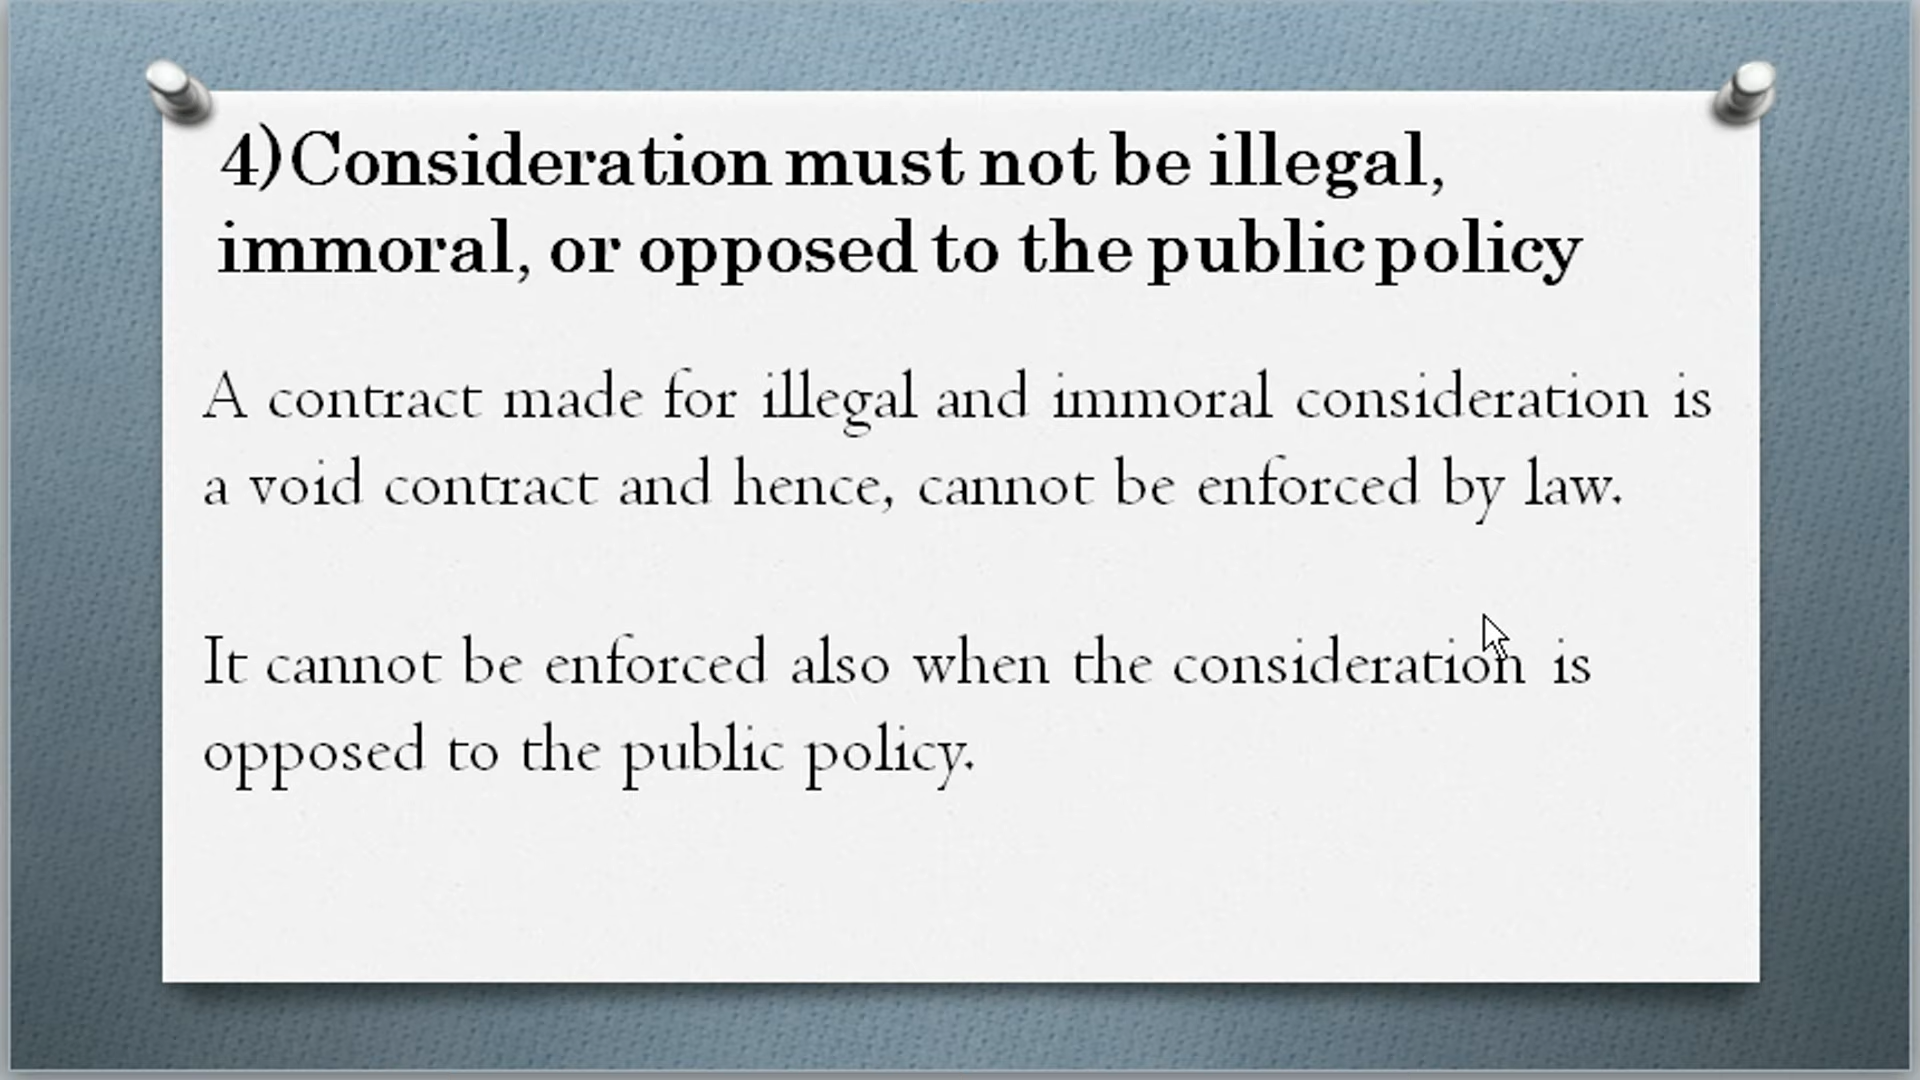 4)Consideration must not be illegal,
immoral, or opposed to the public policy
A contract made for illegal and immoral consideration is
a void contract and hence, cannot be enforced by law.
It cannot be enforced also when the consideration is
opposed to the public policy.